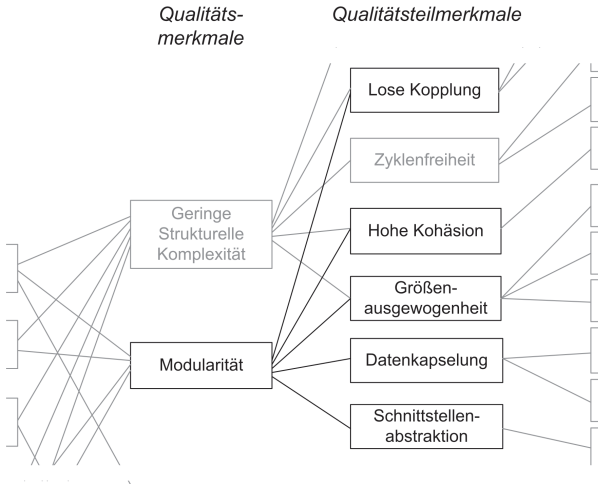 Qualitäts-
merkmale
Qualitätsteilmerkmale
Lose Kopplung
Zyklenfreiheit
Geringe
Strukturelle
Komplexität
Hohe Kohäsion
Größen-
ausgewogenheit
Modularität
Datenkapselung
Schnittstellen-
abstraktion